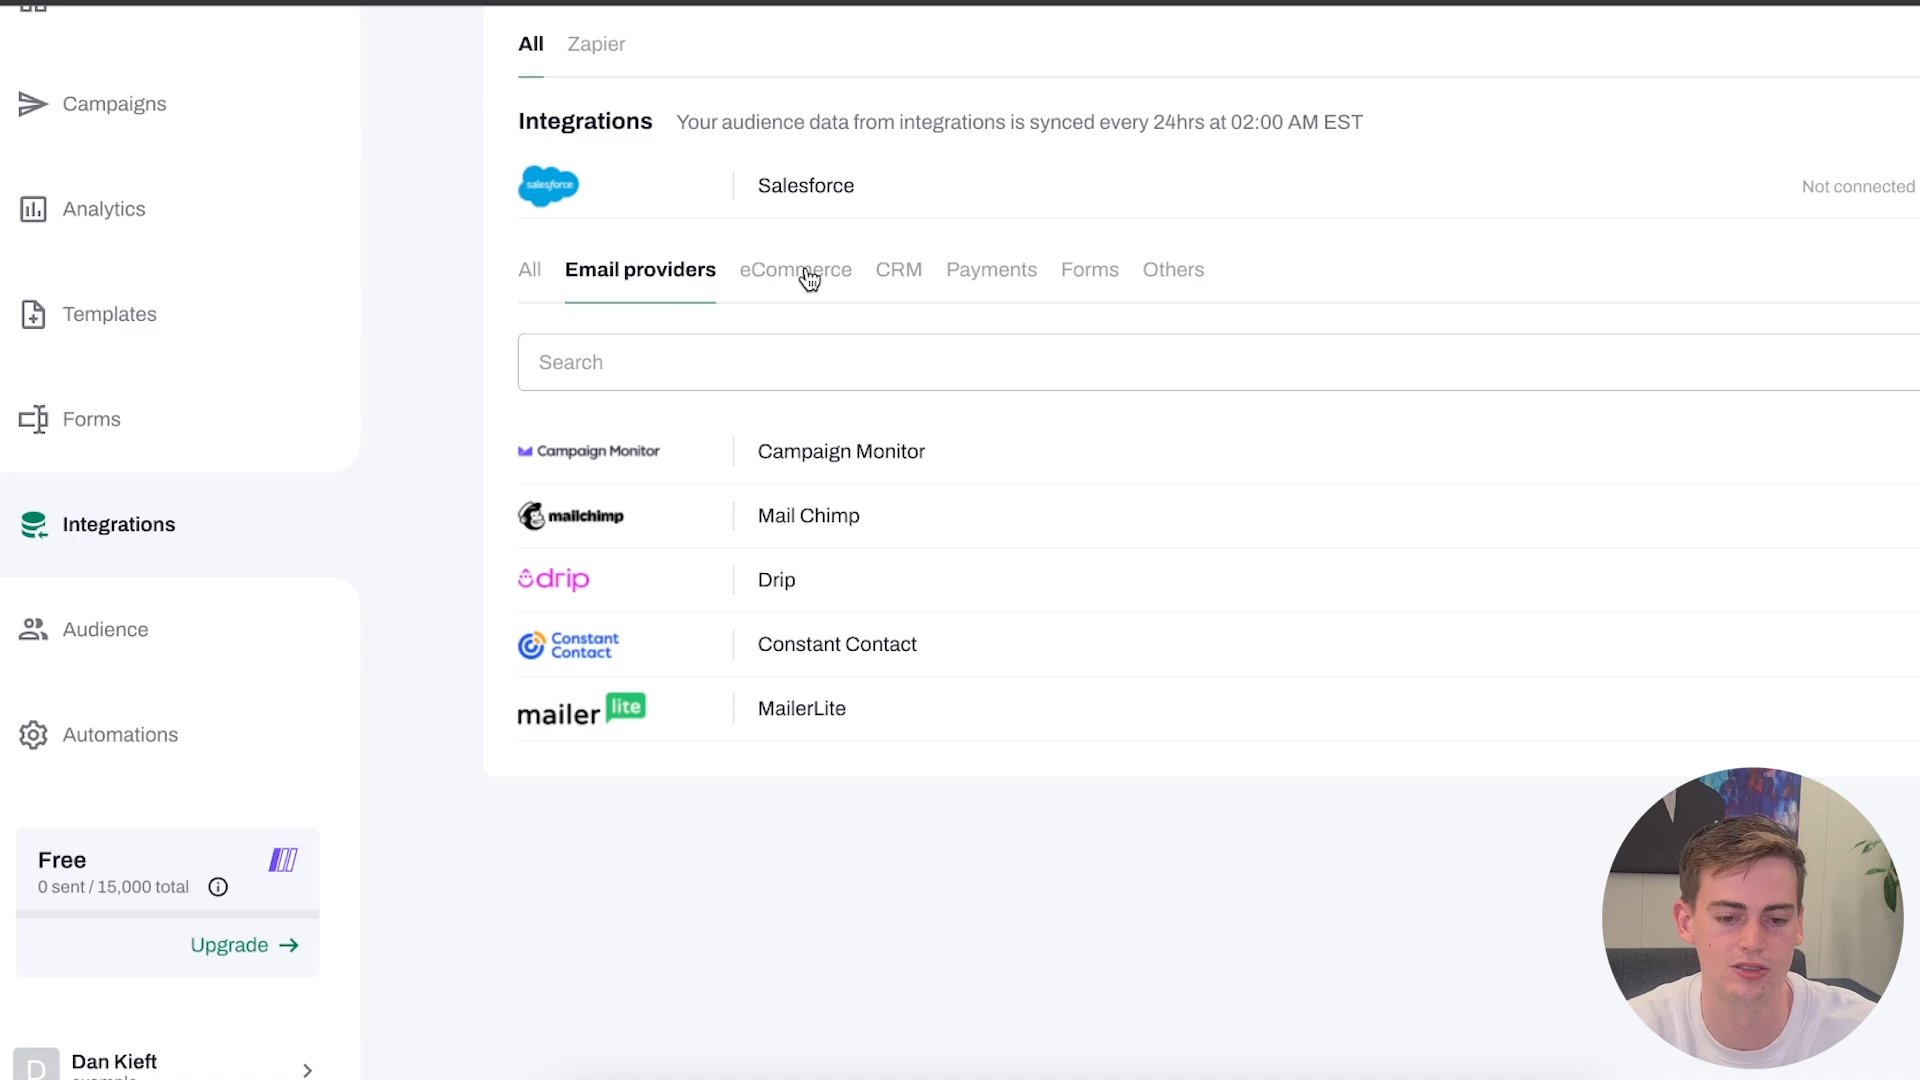 All Zapier
Campaigns
Integrations Your audience data from integrations is synced every 24hrs at 02:00 AM EST
salesforce Salesforce Not connected
Analytics
All Email providers eCommerce CRM Payments Forms Others
Templates
Search
Forms
Campaign Monitor Campaign Monitor
mailchimp Mail Chimp
Integrations
drip Drip
Audience
Constant
Contact
Constant Contact
mailer lite MailerLite
Automations
Free
0 sent / 15,000 total
Upgrade →
D Dan Kieft